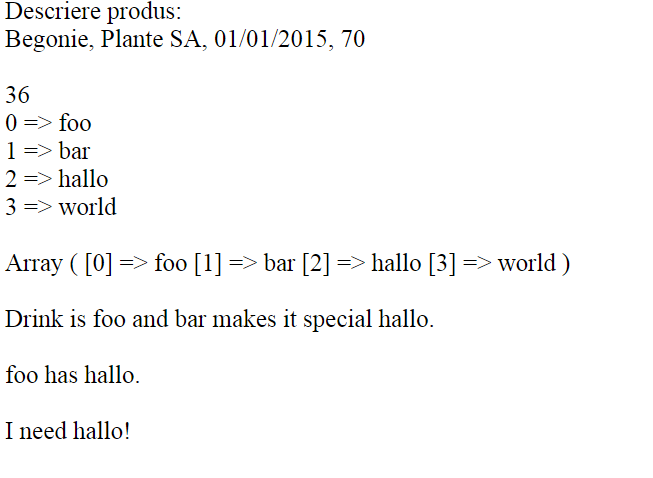 Descriere produs:
Begonie, Plante SA, 01/01/2015, 70
36
0 => foo
1 => bar
2 => hallo
3 => world
Array ( [0] => foo [1] => bar [2] => hallo [3] => world )
Drink is foo and bar makes it special hallo.
foo has hallo.
I need hallo!